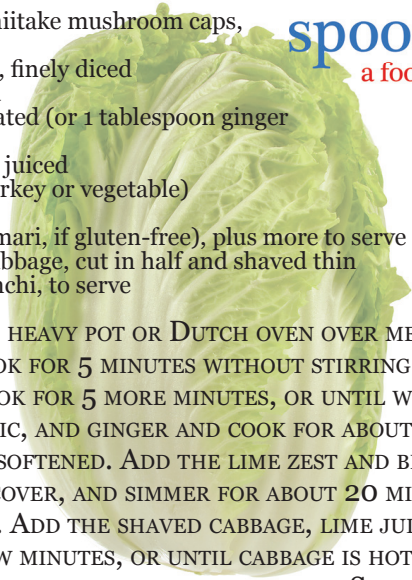 iitake mushroom caps,
spoo
, finely diced
a foo
ated (or 1 tablespoon ginger
juiced
rkey or vegetable)
mari, if gluten-free), plus more to serve
bbage, cut in half and shaved thin
nchi, to serve
HEAVY POT OR DUTCH OVEN OVER ME
OK FOR 5 MINUTES WITHOUT STIRRING
OK FOR 5 MORE MINUTES, OR UNTIL W
IC, AND GINGER AND COOK FOR ABOUT
SOFTENED. ADD THE LIME ZEST AND B
OVER, AND SIMMER FOR ABOUT 20 MI
. ADD THE SHAVED CABBAGE, LIME JUI
W MINUTES, OR UNTIL CABBAGE IS HOT